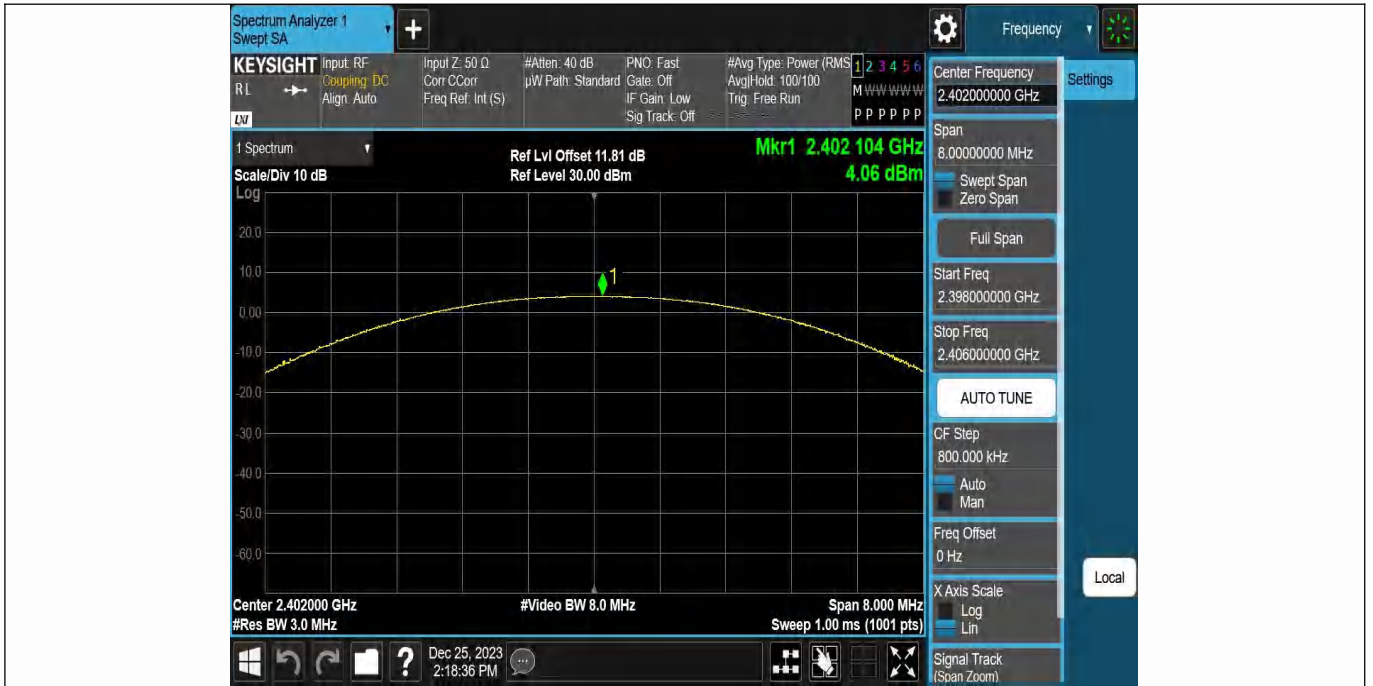 Spectrum Analyzer 1
Swept SA
+
Frequency
KEYSIGHT
R L
LXI
Input: RF
Coupling: DC
Align: Auto
Input Z: 50 Ω
Corr CCorr
Freq Ref: Int (S)
#Atten: 40 dB
µW Path: Standard
PNO: Fast
Gate: Off
IF Gain: Low
Sig Track: Off
#Avg Type: Power (RMS
Avg|Hold: 100/100
Trig: Free Run
1 2 3 4 5 6
M W W W W W
P P P P P P
1 Spectrum
Scale/Div 10 dB
Ref Lvl Offset 11.81 dB
Ref Level 30.00 dBm
Mkr1 2.402 104 GHz
4.06 dBm
Log
20.0
10.0
0.00
-10.0
-20.0
-30.0
-40.0
-50.0
-60.0
1
Center 2.402000 GHz
#Res BW 3.0 MHz
#Video BW 8.0 MHz
Span 8.000 MHz
Sweep 1.00 ms (1001 pts)
Center Frequency
2.402000000 GHz
Settings
Span
8.00000000 MHz
Swept Span
Zero Span
Full Span
Start Freq
2.398000000 GHz
Stop Freq
2.406000000 GHz
AUTO TUNE
CF Step
800.000 kHz
Auto
Man
Freq Offset
0 Hz
X Axis Scale
Log
Lin
Local
Signal Track
(Span Zoom)
?
Dec 25, 2023
2:18:36 PM